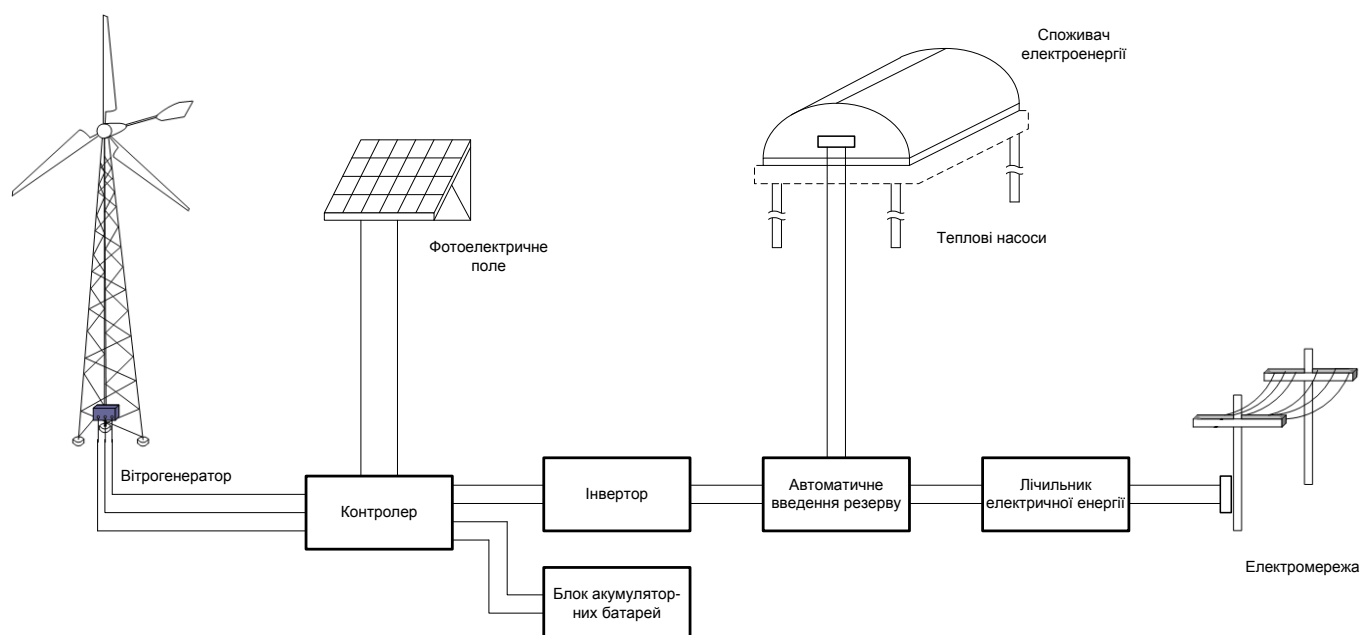 Споживач
електроенергії
Фотоелектричне
поле
Теплові насоси
Вітрогенератор
Контролер
Інвертор
Автоматичне
введення резерву
Лічильник
електричної енергії
Електромережа
Блок акумулятор-
них батарей